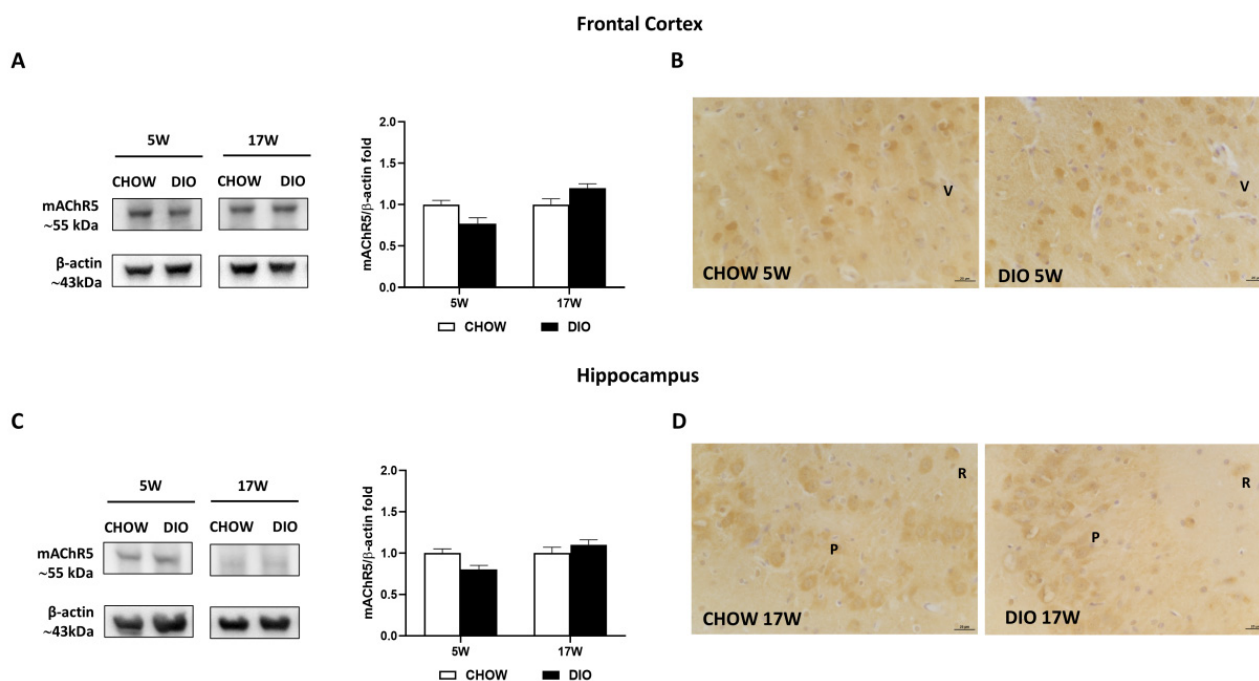 Frontal Cortex
A
5W 17W
CHOW DIO CHOW DIO
mAChR5
~55 kDa
β-actin
~43kDa
mAChR5/β-actin fold
2.0
1.5
1.0
0.5
0.0
5W 17W
CHOW DIO
B
V
CHOW 5W
V
DIO 5W
Hippocampus
C
5W 17W
CHOW DIO CHOW DIO
mAChR5
~55 kDa
β-actin
~43kDa
mAChR5/β-actin fold
2.0
1.5
1.0
0.5
0.0
5W 17W
CHOW DIO
D
R
P
CHOW 17W
R
P
DIO 17W